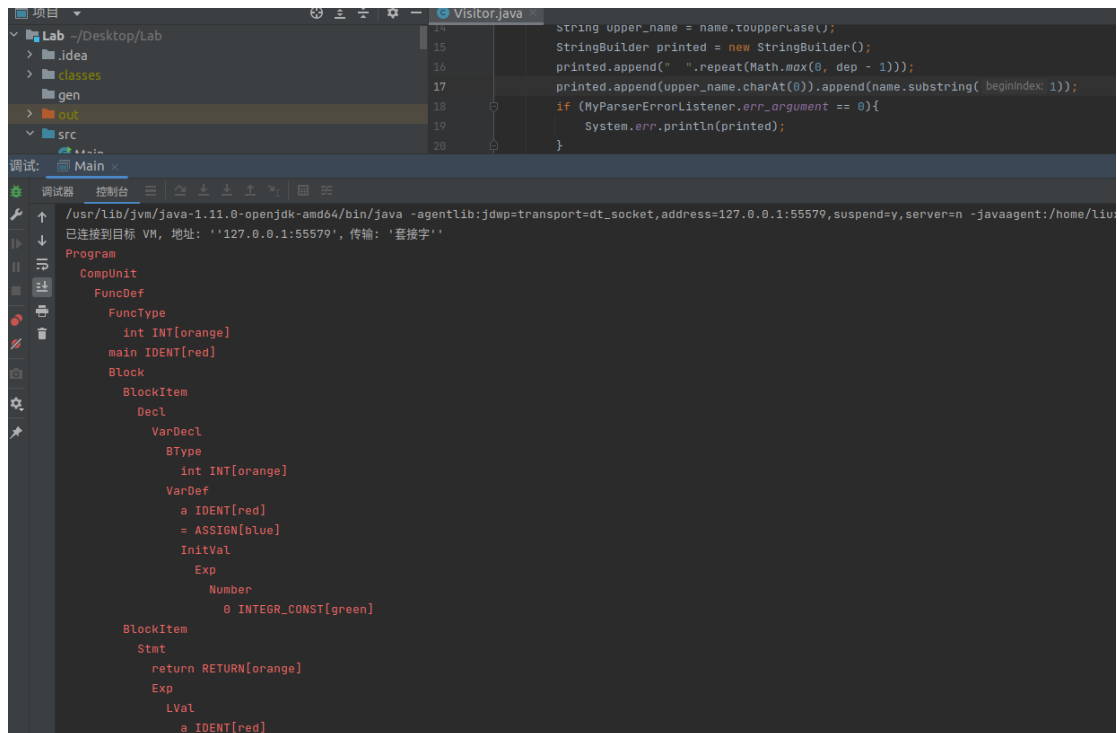 项目
Visitor.java
Lab ~/Desktop/Lab
.idea
classes
gen
out
src
Main
14 String upper_name = name.toUpperCase();
15 StringBuilder printed = new StringBuilder();
16 printed.append("  ".repeat(Math.max(0, dep - 1)));
17 printed.append(upper_name.charAt(0)).append(name.substring( beginIndex: 1));
18 if (MyParserErrorListener.err_argument == 0){
19 System.err.println(printed);
20 }
调试: Main
调试器 控制台
/usr/lib/jvm/java-1.11.0-openjdk-amd64/bin/java -agentlib:jdwp=transport=dt_socket,address=127.0.0.1:55579,suspend=y,server=n -javaagent:/home/liu
已连接到目标 VM, 地址: ''127.0.0.1:55579', 传输: '套接字''
Program
CompUnit
FuncDef
FuncType
int INT[orange]
main IDENT[red]
Block
BlockItem
Decl
VarDecl
BType
int INT[orange]
VarDef
a IDENT[red]
= ASSIGN[blue]
InitVal
Exp
Number
0 INTEGR_CONST[green]
BlockItem
Stmt
return RETURN[orange]
Exp
LVal
a IDENT[red]